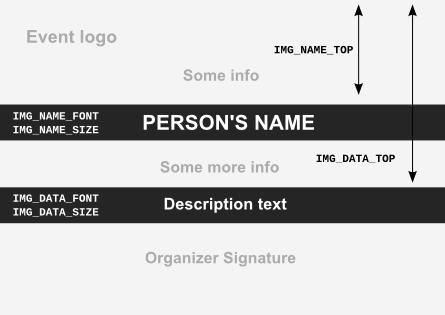 Event logo
IMG_NAME_TOP
Some info
IMG_NAME_FONT
IMG_NAME_SIZE
PERSON'S NAME
Some more info
IMG_DATA_TOP
IMG_DATA_FONT
IMG_DATA_SIZE
Description text
Organizer Signature